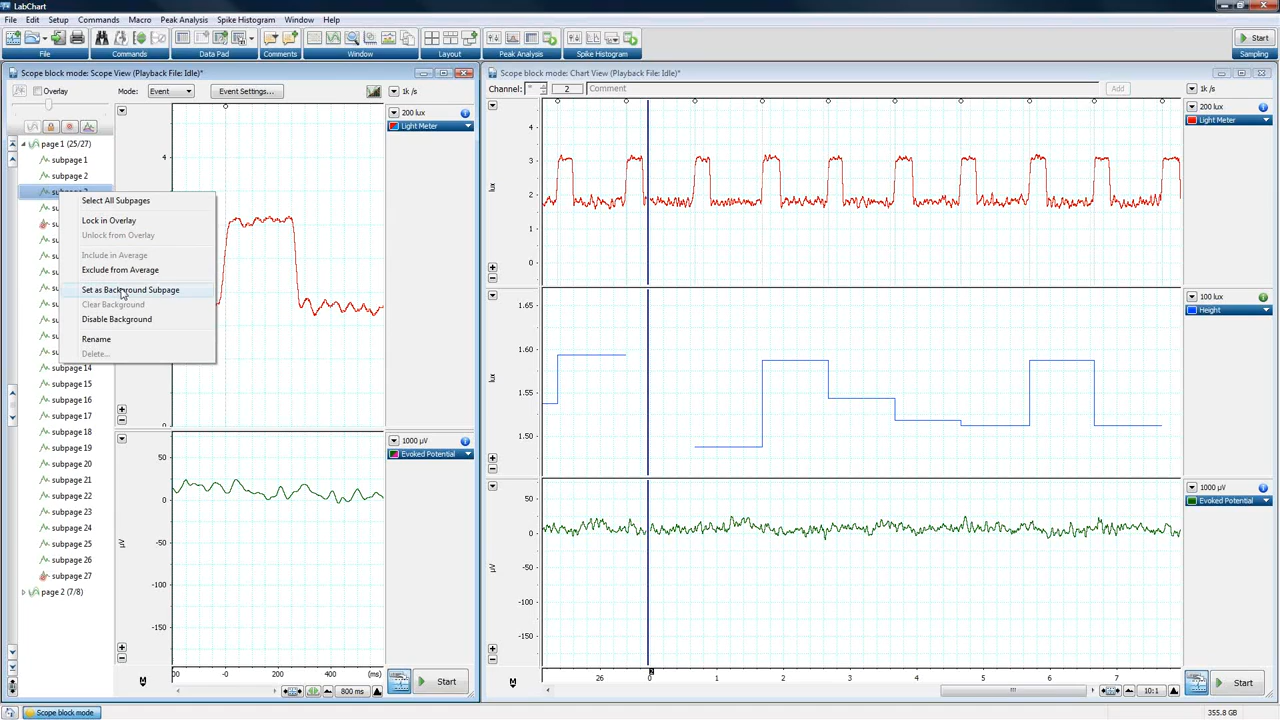 LabChart
File Edit Setup Commands Macro Peak Analysis Spike Histogram Window Help
Start
File Commands Data Pad Comments Window Layout Peak Analysis Spike Histogram Sampling
Scope block mode: Scope View (Playback File: Idle)*
Overlay Mode: Event Event Settings... 1k /s
page 1 (25/27)
subpage 1
subpage 2
Select All Subpages
Lock in Overlay
Unlock from Overlay
Include in Average
Exclude from Average
Set as Background Subpage
Clear Background
Disable Background
Rename
Delete...
subpage 14
subpage 15
subpage 16
subpage 17
subpage 18
subpage 19
subpage 20
subpage 21
subpage 22
subpage 23
subpage 24
subpage 25
subpage 26
subpage 27
page 2 (7/8)
200 lux
Light Meter
4
1000 µV
Evoked Potential
50
0
-50
µV
-100
-150
-0 200 400 (ms)
M
Start
800 ms
Scope block mode: Chart View (Playback File: Idle)*
Channel: 2 Comment Add 1k /s
200 lux
Light Meter
4
3
lux
2
1
0
100 lux
Height
1.65
1.60
lux
1.55
1.50
1000 µV
Evoked Potential
50
0
-50
µV
-100
-150
26 0 1 2 3 4 5 6 7
M
Start
10:1
Scope block mode
355.8 GB